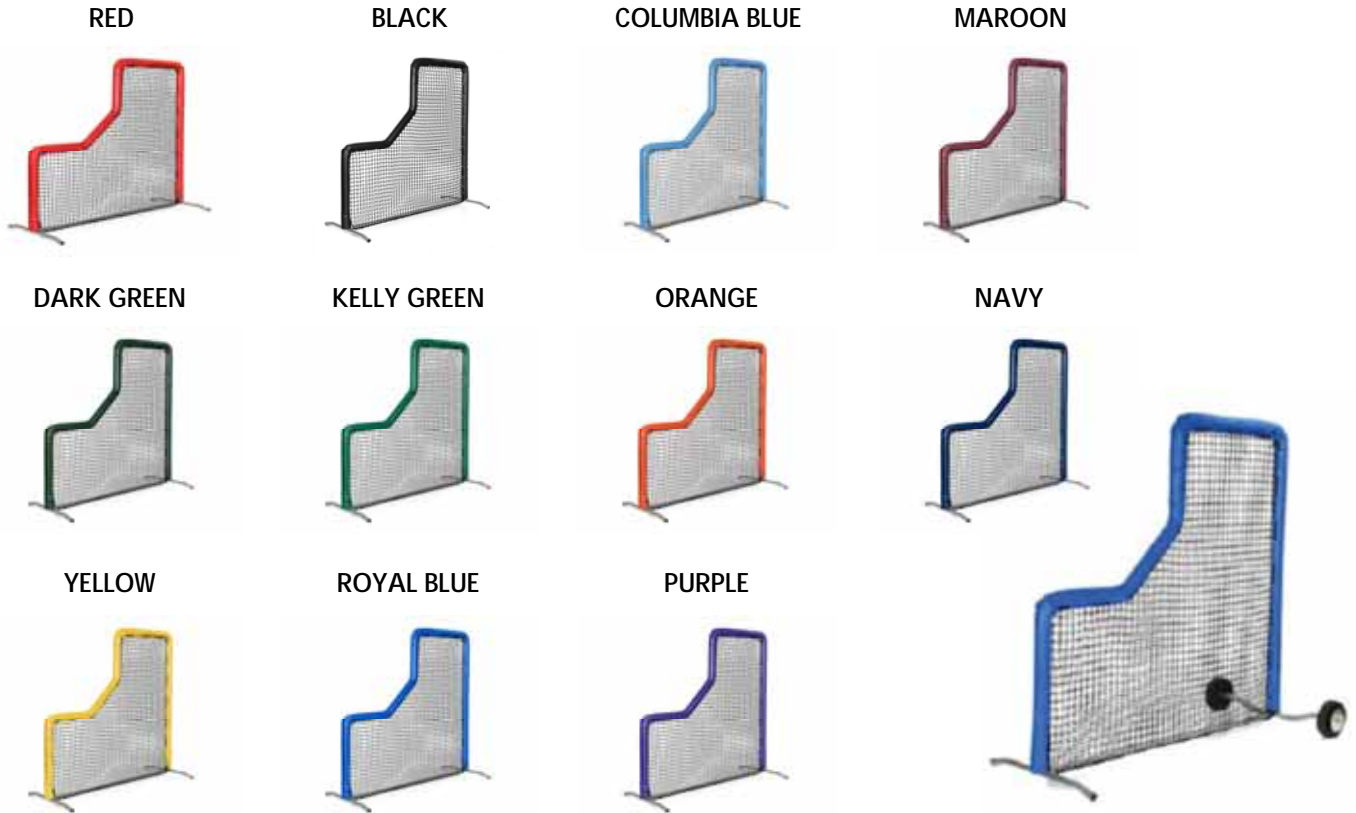 RED
BLACK
COLUMBIA BLUE
MAROON
DARK GREEN
KELLY GREEN
ORANGE
NAVY
YELLOW
ROYAL BLUE
PURPLE